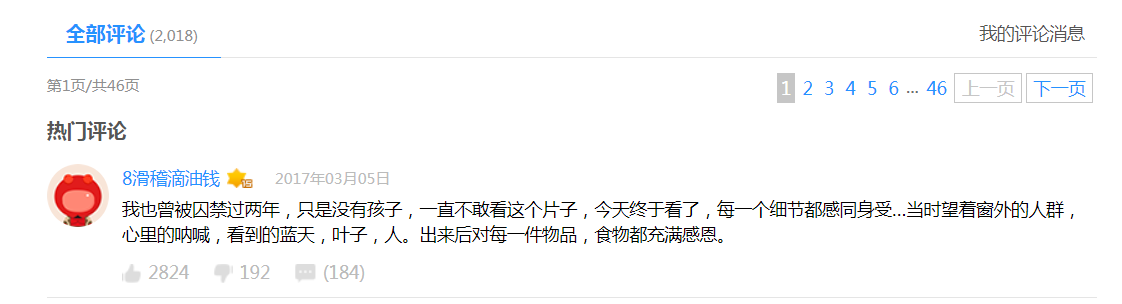 全部评论 (2,018) 我的评论消息
第1页/共46页 1 2 3 4 5 6 ... 46 上一页 下一页
热门评论
8滑稽滴油钱 15 2017年03月05日
我也曾被囚禁过两年，只是没有孩子，一直不敢看这个片子，今天终于看了，每一个细节都感同身受...当时望着窗外的人群，
心里的呐喊，看到的蓝天，叶子，人。出来后对每一件物品，食物都充满感恩。
2824 192 (184)